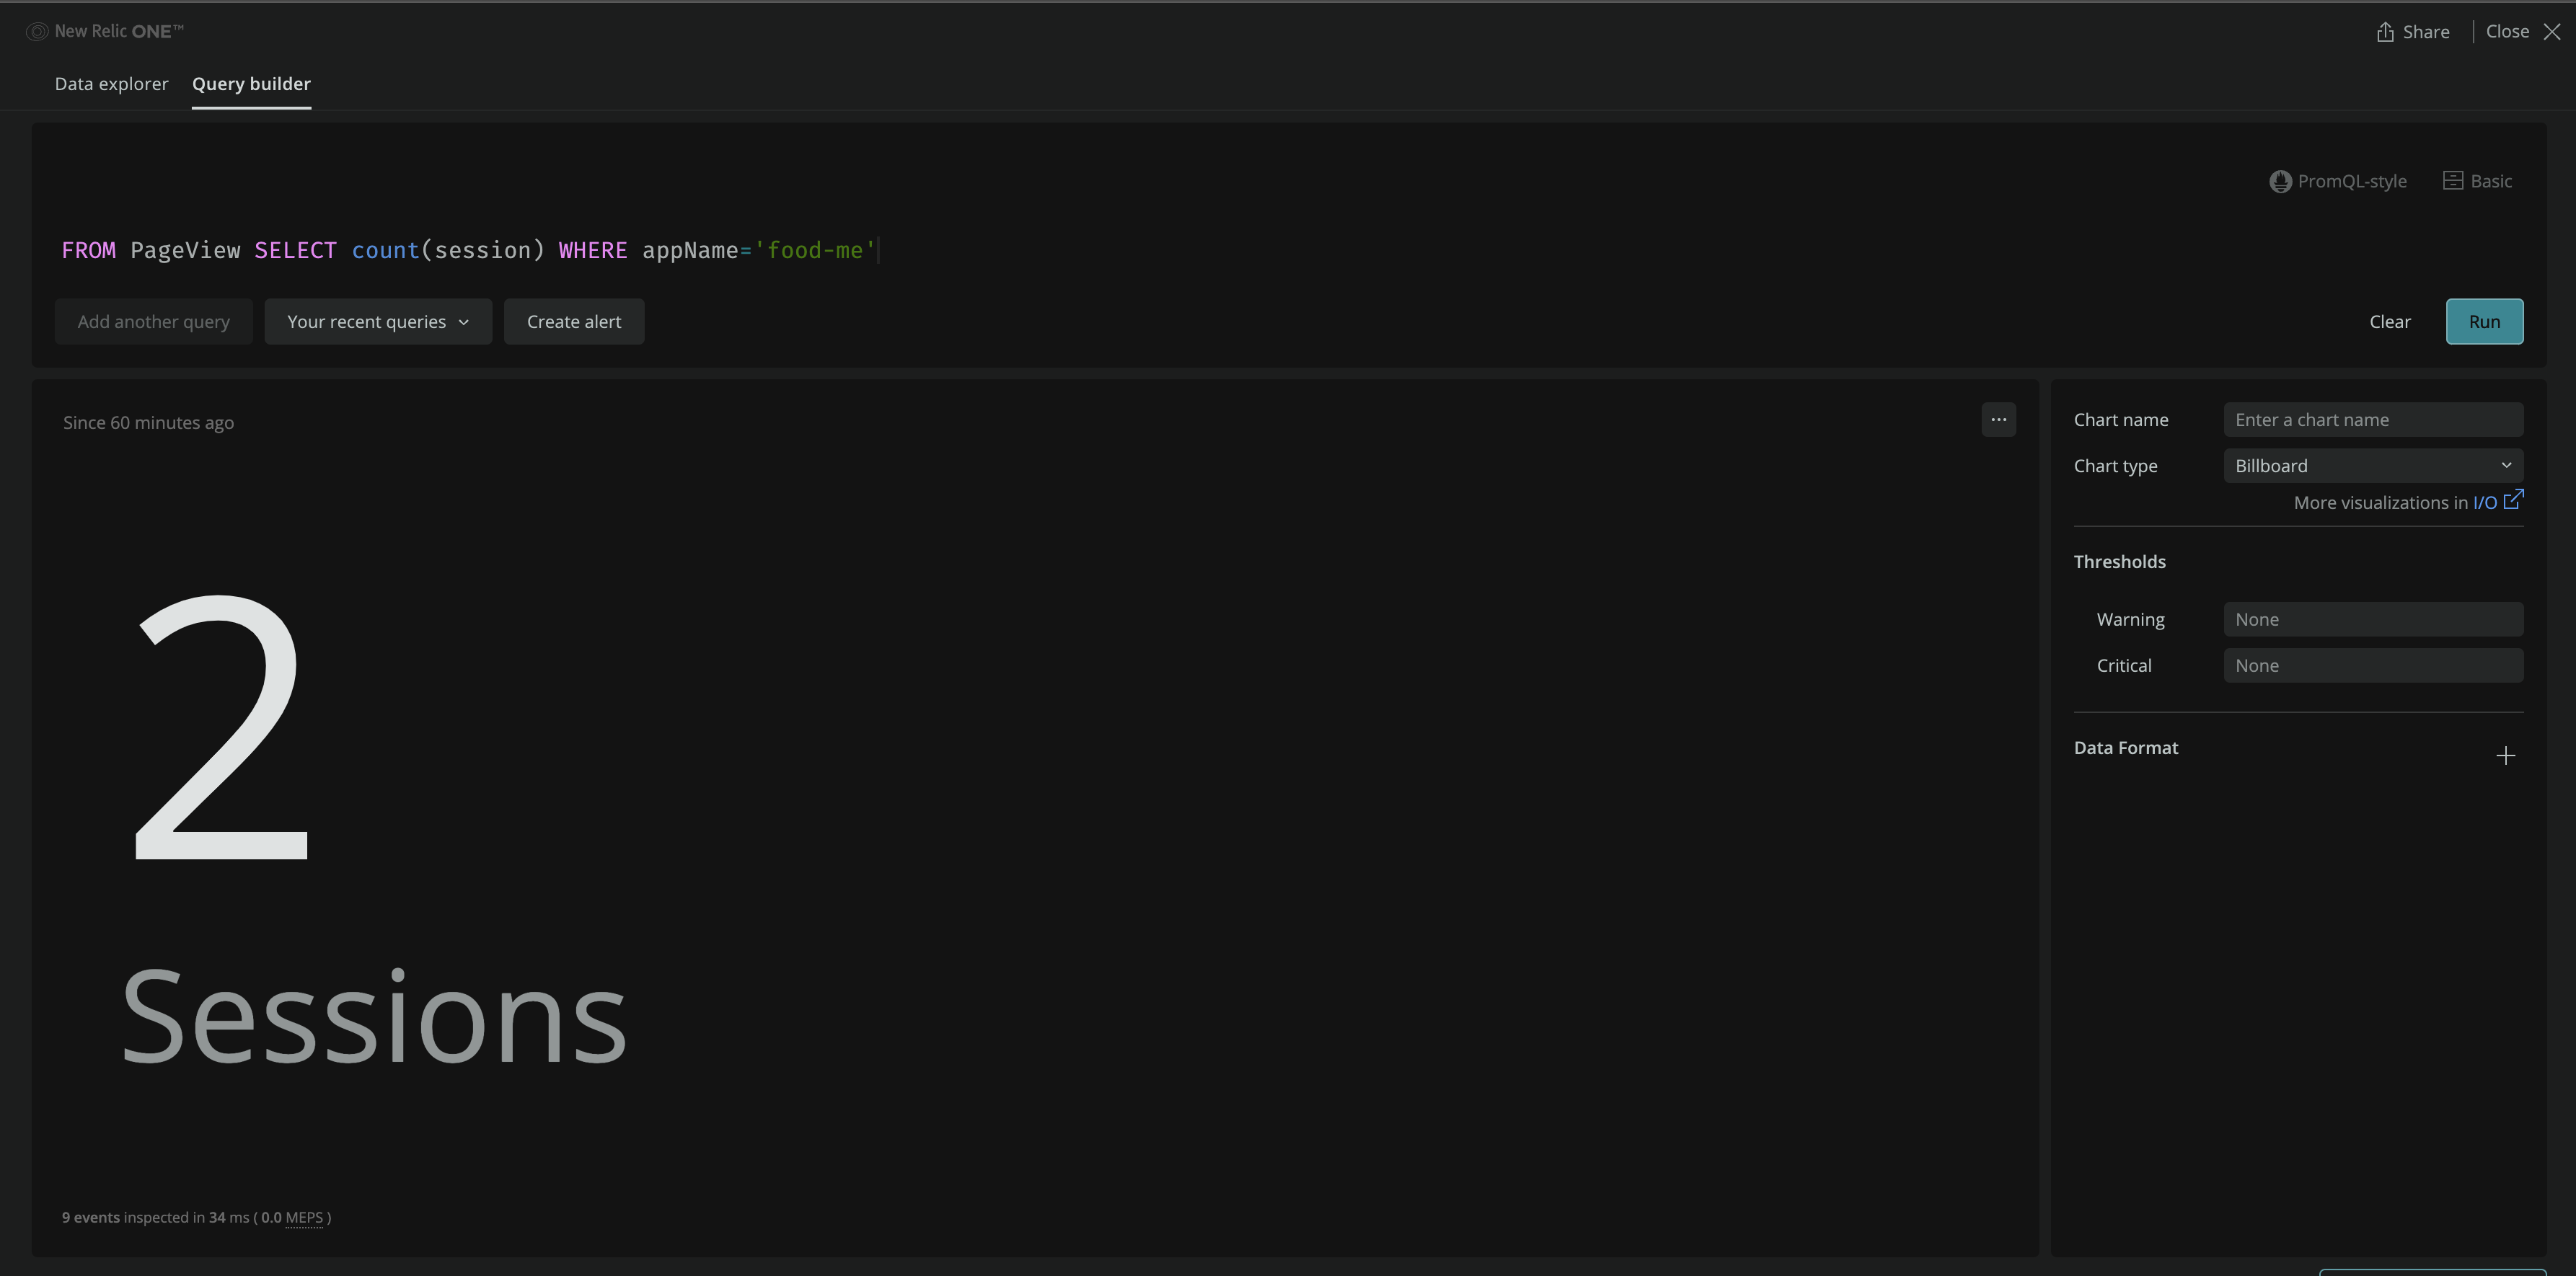 New Relic ONE™
Share
Close
Data explorer
Query builder
PromQL-style
Basic
FROM PageView SELECT count(session) WHERE appName='food-me'
Add another query
Your recent queries
Create alert
Clear
Run
Since 60 minutes ago
...
2
Sessions
9 events inspected in 34 ms ( 0.0 MEPS )
Chart name
Enter a chart name
Chart type
Billboard
More visualizations in I/O
Thresholds
Warning
None
Critical
None
Data Format